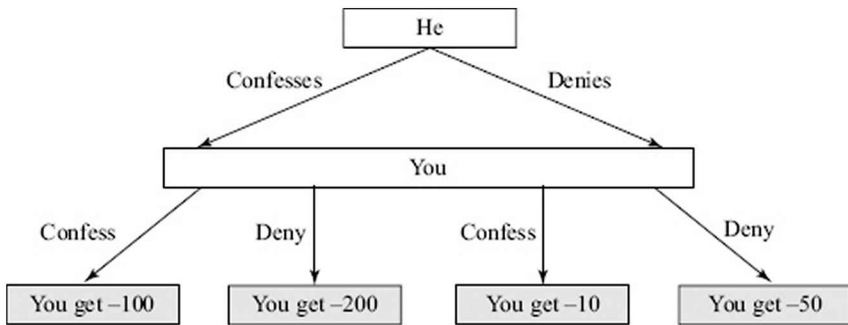 He
Confesses
Denies
You
Confess
Deny
Confess
Deny
You get –100
You get –200
You get –10
You get –50